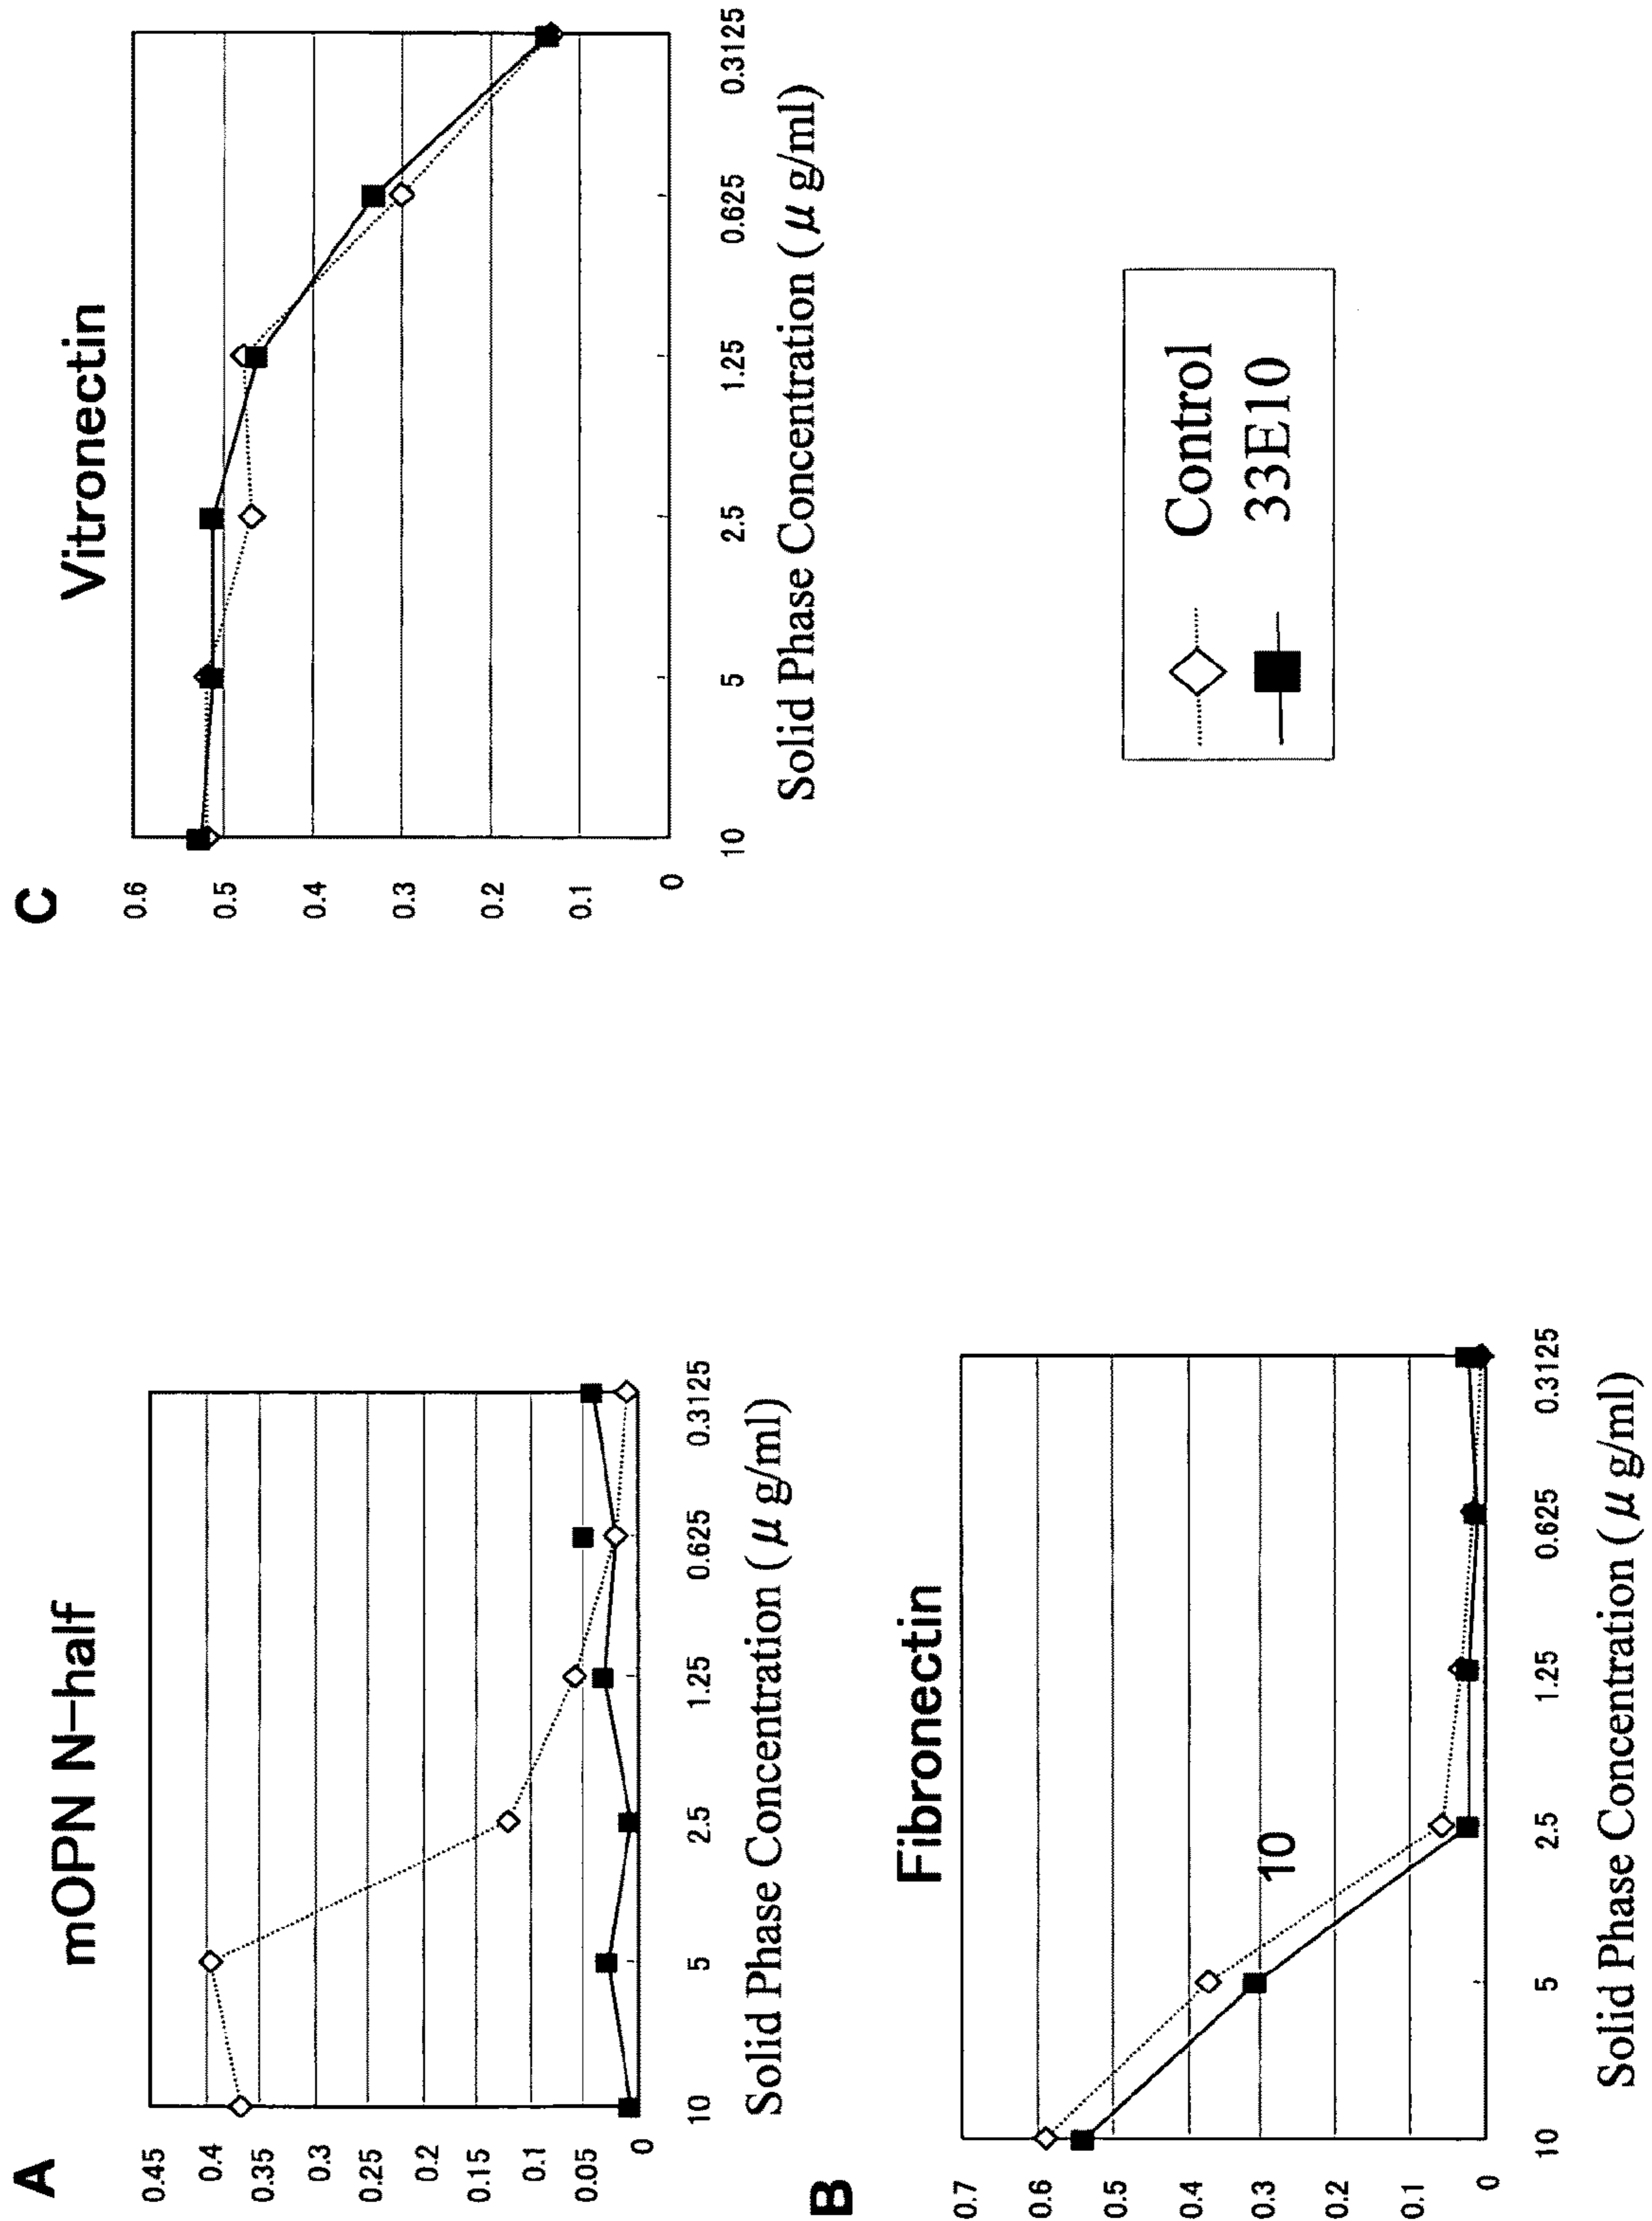 A
mOPN N-half
0.45
0.4
0.35
0.3
0.25
0.2
0.15
0.1
0.05
0
10 5 2.5 1.25 0.625 0.3125
Solid Phase Concentration (μ g/ml)
B
Fibronectin
0.7
0.6
0.5
0.4
0.3
0.2
0.1
0
10
10 5 2.5 1.25 0.625 0.3125
Solid Phase Concentration (μ g/ml)
C
Vitronectin
0.6
0.5
0.4
0.3
0.2
0.1
0
10 5 2.5 1.25 0.625 0.3125
Solid Phase Concentration (μ g/ml)
Control
33E10